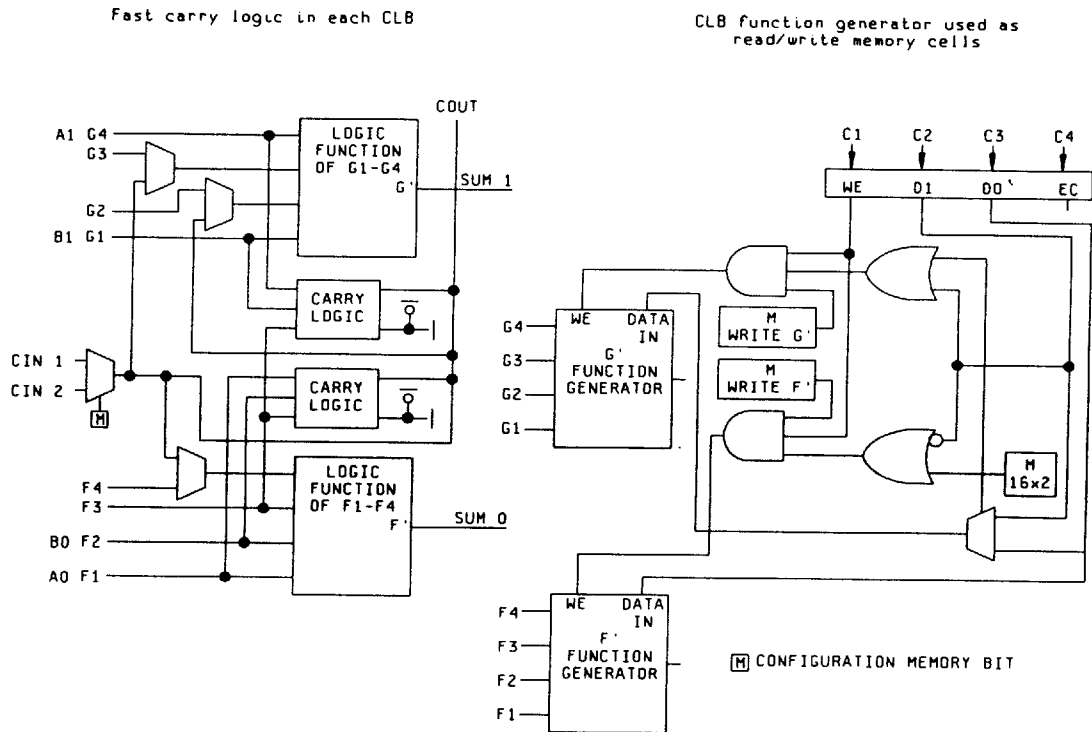 Fast carry logic in each CLB
CLB function generator used as
read/write memory cells
COUT
A1 G4
G3
G2
B1 G1
LOGIC
FUNCTION
OF G1-G4
G'
SUM 1
CARRY
LOGIC
CIN 1
CIN 2
M
CARRY
LOGIC
F4
F3
B0 F2
A0 F1
LOGIC
FUNCTION
OF F1-F4
F'
SUM 0
C1 C2 C3 C4
WE D1 D0' EC
G4
G3
G2
G1
WE DATA
IN
G'
FUNCTION
GENERATOR
M
WRITE G'
M
WRITE F'
M
16x2
F4
F3
F2
F1
WE DATA
IN
F'
FUNCTION
GENERATOR
M CONFIGURATION MEMORY BIT